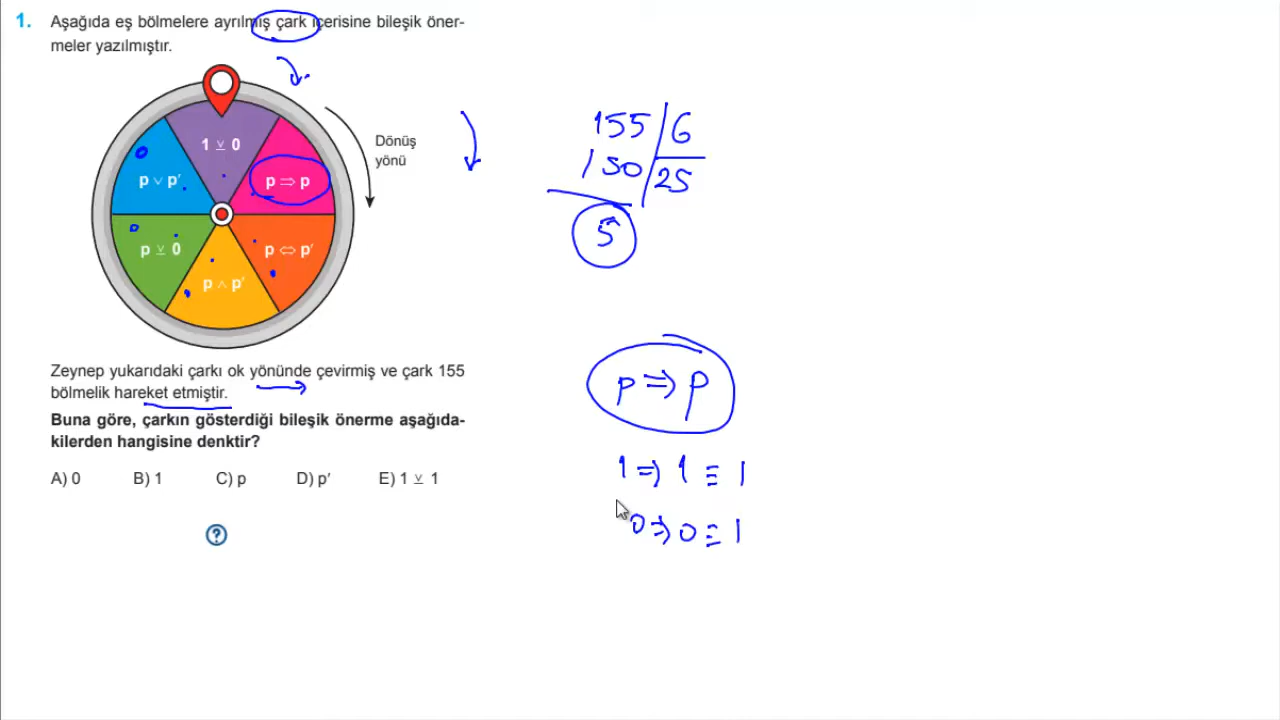 1. Aşağıda eş bölmelere ayrılmış çark içerisine bileşik öner-
meler yazılmıştır.
Dönüş
yönü
1 ⊻ 0
p ∨ p′
p ⇒ p
p ⊻ 0
p ⇔ p′
p ∧ p′
Zeynep yukarıdaki çarkı ok yönünde çevirmiş ve çark 155
bölmelik hareket etmiştir.
Buna göre, çarkın gösterdiği bileşik önerme aşağıda-
kilerden hangisine denktir?
A) 0 B) 1 C) p D) p′ E) 1 ⊻ 1
?
155 6
150 25
5
p ⇒ p
1 ⇒ 1 ≡ 1
0 ⇒ 0 ≡ 1